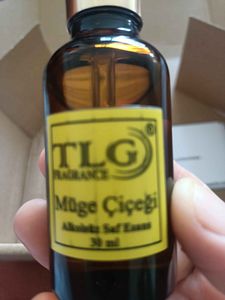 TLG®
FRAGRANCE
Müge Çiçeği
Alkolsüz Saf Esans
30 ml